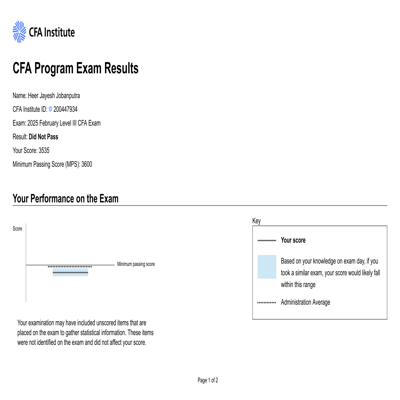 CFA Institute
CFA Program Exam Results
Name: Heer Jayesh Jobanputra
CFA Institute ID: 200447934
Exam: 2025 February Level III CFA Exam
Result: Did Not Pass
Your Score: 3535
Minimum Passing Score (MPS): 3600
Your Performance on the Exam
Score
Minimum passing score
Key
Your score
Based on your knowledge on exam day, if you
took a similar exam, your score would likely fall
within this range
Administration Average
Your examination may have included unscored items that are
placed on the exam to gather statistical information. These items
were not identified on the exam and did not affect your score.
Page 1 of 2